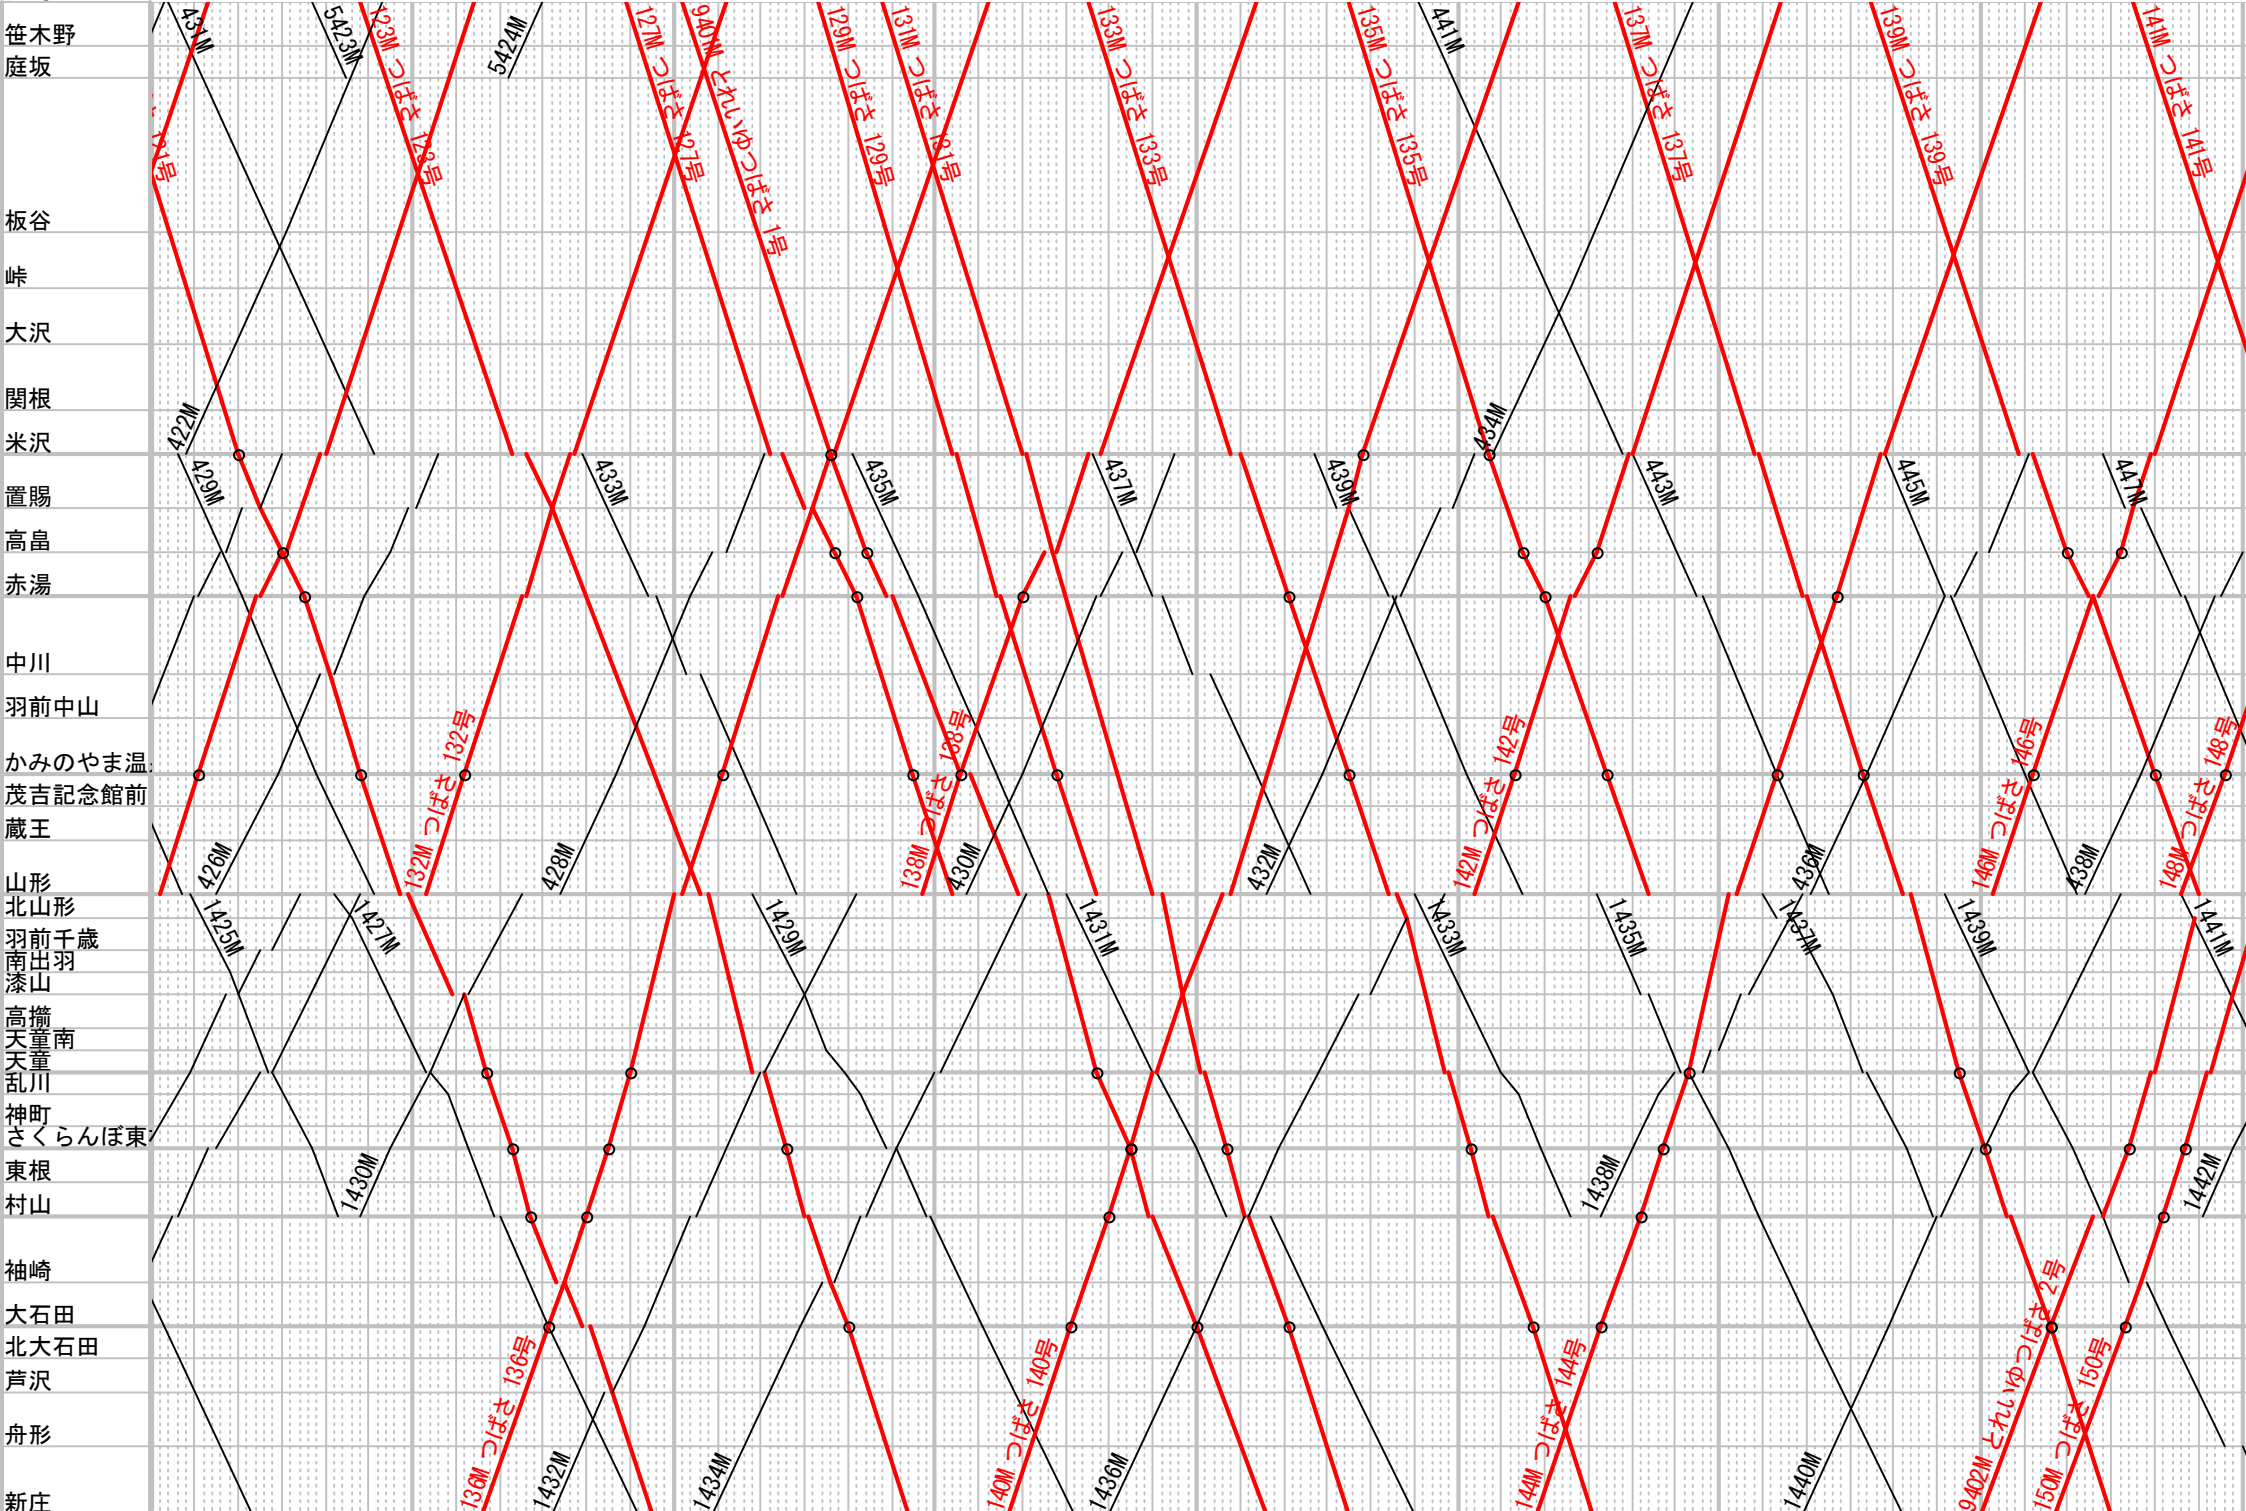 笹木野
庭坂
板谷
峠
大沢
関根
米沢
置賜
高畠
赤湯
中川
羽前中山
かみのやま温
茂吉記念館前
蔵王
山形
北山形
羽前千歳
南出羽
漆山
高擶
天童南
天童
乱川
神町
さくらんぼ東
東根
村山
袖崎
大石田
北大石田
芦沢
舟形
新庄
431M
5423M
123M つばさ 123号
5424M
127M つばさ 127号
9401M とれいゆつばさ 1号
129M つばさ 129号
131M つばさ 131号
133M つばさ 133号
135M つばさ 135号
441M
137M つばさ 137号
139M つばさ 139号
141M つばさ 141号
422M
429M
433M
435M
437M
439M
434M
443M
445M
447M
426M
132M つばさ 132号
428M
138M つばさ 138号
430M
432M
142M つばさ 142号
436M
146M つばさ 146号
438M
148M つばさ 148号
1425M
1427M
1429M
1431M
1433M
1435M
1437M
1439M
1441M
1430M
1438M
1442M
136M つばさ 136号
1432M
1434M
140M つばさ 140号
1436M
144M つばさ 144号
1440M
9402M とれいゆつばさ 2号
150M つばさ 150号